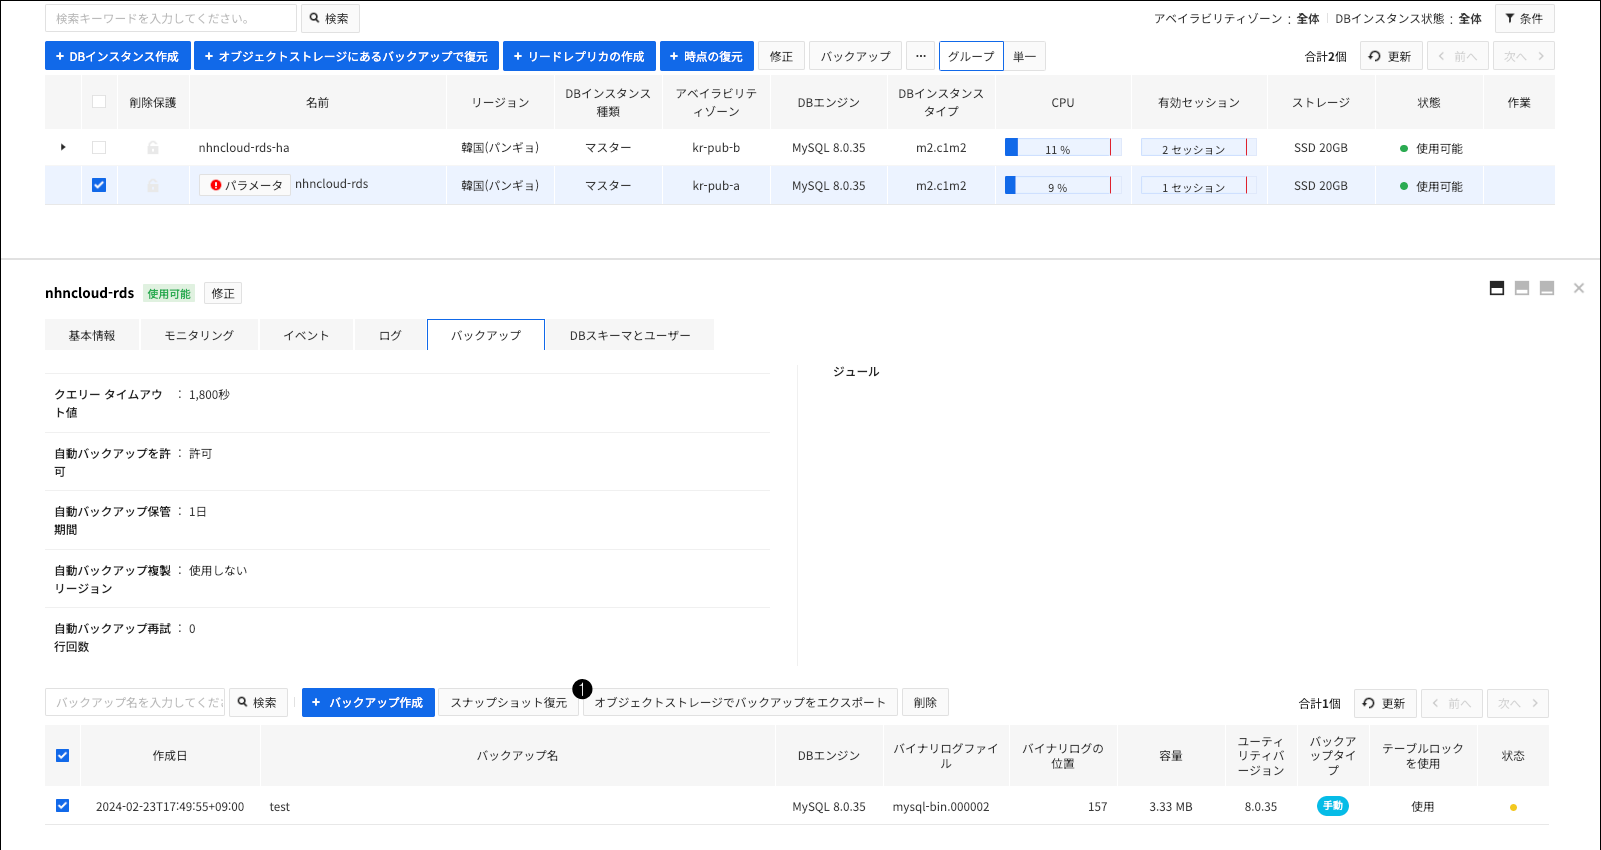 検索キーワードを入力してください。 検索 アベイラビリティゾーン : 全体 DBインスタンス状態 : 全体 条件
+ DBインスタンス作成 + オブジェクトストレージにあるバックアップで復元 + リードレプリカの作成 + 時点の復元 修正 バックアップ ... グループ 単一 合計2個 更新 前へ 次へ
削除保護 名前 リージョン DBインスタンス種類 アベイラビリティゾーン DBエンジン DBインスタンスタイプ CPU 有効セッション ストレージ 状態 作業
nhncloud-rds-ha 韓国(パンギョ) マスター kr-pub-b MySQL 8.0.35 m2.c1m2 11 % 2 セッション SSD 20GB 使用可能
パラメータ nhncloud-rds 韓国(パンギョ) マスター kr-pub-a MySQL 8.0.35 m2.c1m2 9 % 1 セッション SSD 20GB 使用可能
nhncloud-rds 使用可能 修正
基本情報 モニタリング イベント ログ バックアップ DBスキーマとユーザー
ジュール
クエリー タイムアウト値 : 1,800秒
自動バックアップを許可 : 許可
自動バックアップ保管期間 : 1日
自動バックアップ複製リージョン : 使用しない
自動バックアップ再試行回数 : 0
バックアップ名を入力してくだ 検索 + バックアップ作成 スナップショット復元 1 オブジェクトストレージでバックアップをエクスポート 削除 合計1個 更新 前へ 次へ
作成日 バックアップ名 DBエンジン バイナリログファイル バイナリログの位置 容量 ユーティリティバージョン バックアップタイプ テーブルロックを使用 状态
2024-02-23T17:49:55+09:00 test MySQL 8.0.35 mysql-bin.000002 157 3.33 MB 8.0.35 手動 使用